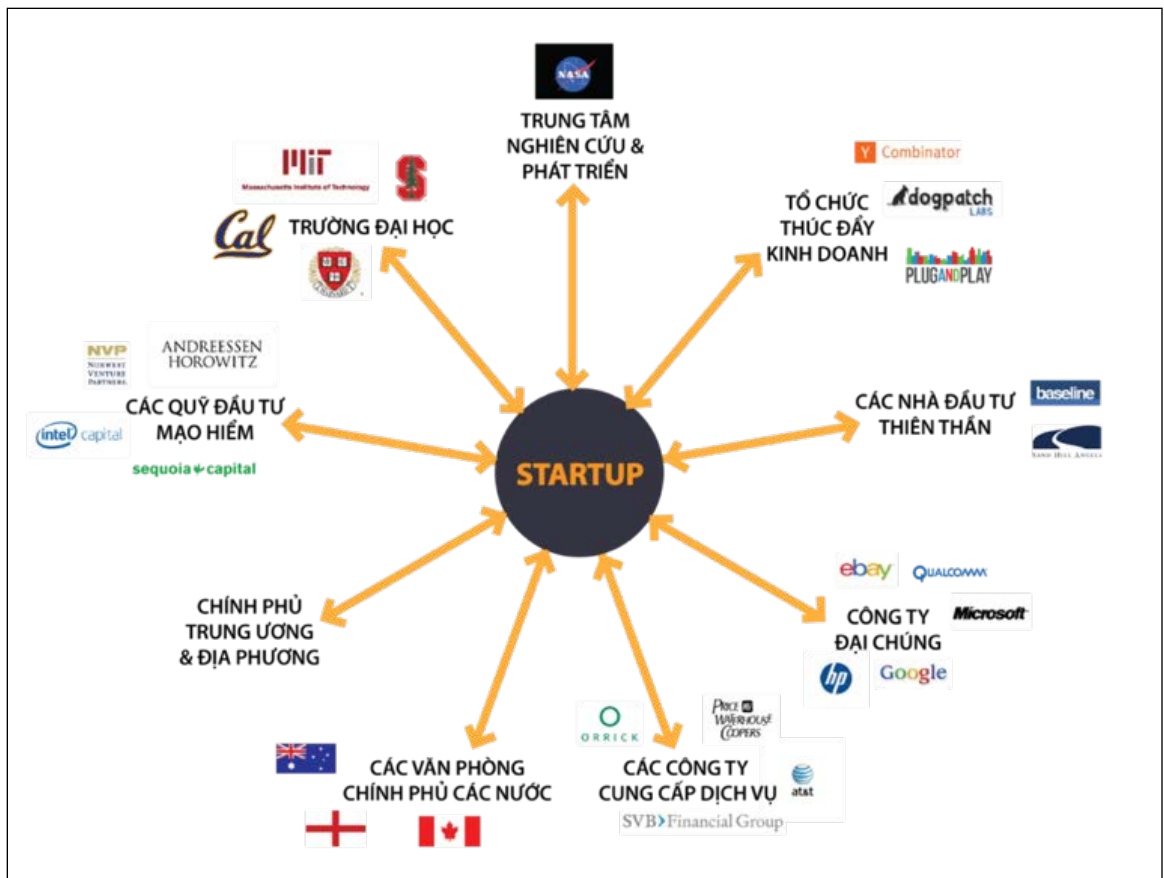 NASA
TRUNG TÂM
NGHIÊN CỨU &
PHÁT TRIỂN
MIT
Massachusetts Institute of Technology
S
Cal
TRƯỜNG ĐẠI HỌC
Y Combinator
dogpatch
LABS
PLUGANDPLAY
TỔ CHỨC
THÚC ĐẨY
KINH DOANH
NVP
NORWEST
VENTURE
PARTNERS
ANDREESSEN
HOROWITZ
CÁC QUỸ ĐẦU TƯ
MẠO HIỂM
intel capital
sequoia capital
CÁC NHÀ ĐẦU TƯ
THIÊN THẦN
baseline
SAND HILL ANGELS
STARTUP
CHÍNH PHỦ
TRUNG ƯƠNG
& ĐỊA PHƯƠNG
ebay
QUALCOMM
Microsoft
CÔNG TY
ĐẠI CHÚNG
hp
Google
CÁC VĂN PHÒNG
CHÍNH PHỦ CÁC NƯỚC
ORRICK
PRICE
WATERHOUSE
COOPERS
CÁC CÔNG TY
CUNG CẤP DỊCH VỤ
at&t
SVB>Financial Group